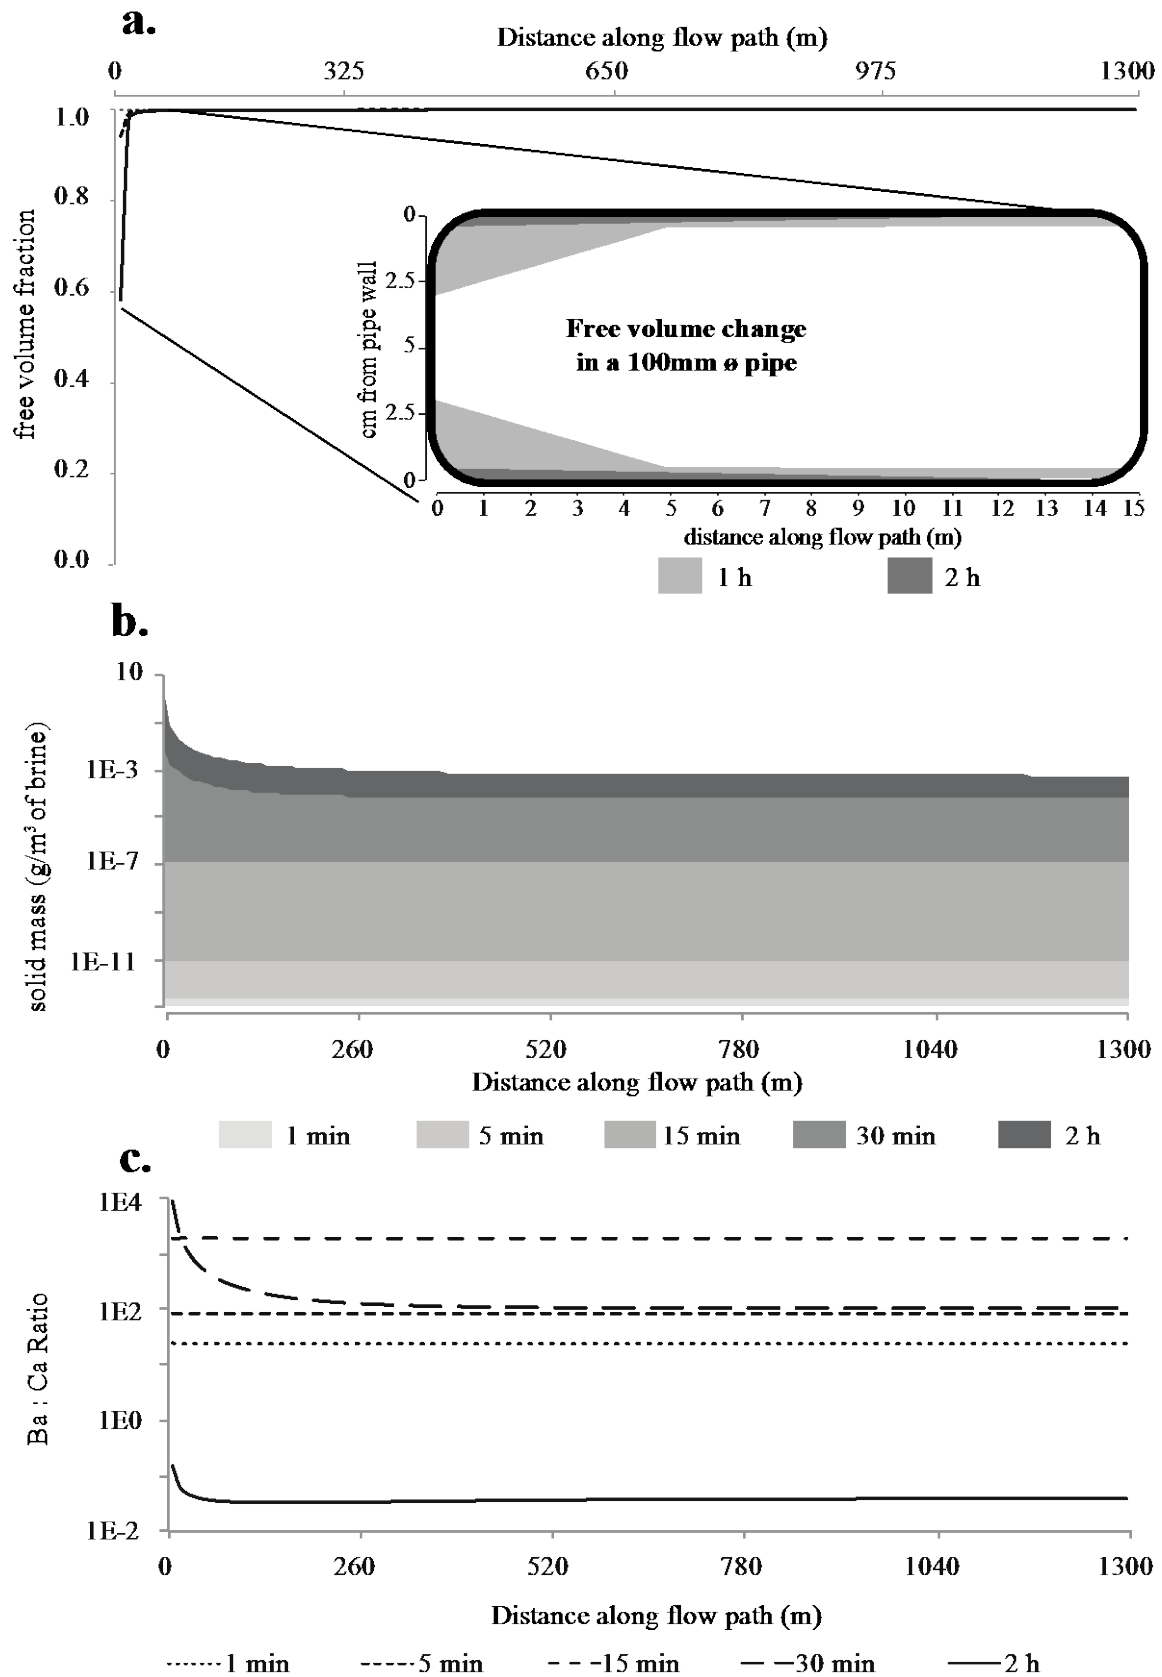 a.
Distance along flow path (m)
0 325 650 975 1300
1.0
0.8
0.6
0.4
0.2
0.0
free volume fraction
0
2.5
5
2.5
0
cm from pipe wall
Free volume change
in a 100mm ø pipe
0 1 2 3 4 5 6 7 8 9 10 11 12 13 14 15
distance along flow path (m)
1 h 2 h
b.
10
1E-3
1E-7
1E-11
solid mass (g/m³ of brine)
0 260 520 780 1040 1300
Distance along flow path (m)
1 min 5 min 15 min 30 min 2 h
c.
1E4
1E2
1E0
1E-2
Ba : Ca Ratio
0 260 520 780 1040 1300
Distance along flow path (m)
1 min 5 min 15 min 30 min 2 h